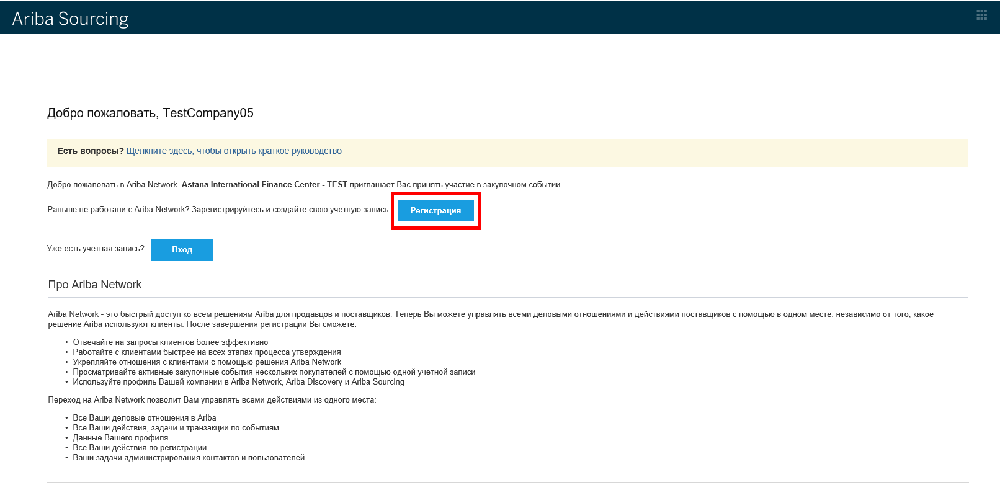 Ariba Sourcing
Добро пожаловать, TestCompany05
Есть вопросы? Щелкните здесь, чтобы открыть краткое руководство
Добро пожаловать в Ariba Network. Astana International Finance Center - TEST приглашает Вас принять участие в закупочном событии.
Раньше не работали с Ariba Network? Зарегистрируйтесь и создайте свою учетную запись. Регистрация
Уже есть учетная запись? Вход
Про Ariba Network
Ariba Network - это быстрый доступ ко всем решениям Ariba для продавцов и поставщиков. Теперь Вы можете управлять всеми деловыми отношениями и действиями поставщиков с помощью в одном месте, независимо от того, какое
решение Ariba используют клиенты. После завершения регистрации Вы сможете:
• Отвечайте на запросы клиентов более эффективно
• Работайте с клиентами быстрее на всех этапах процесса утверждения
• Укрепляйте отношения с клиентами с помощью решения Ariba Network
• Просматривайте активные закупочные события нескольких покупателей с помощью одной учетной записи
• Используйте профиль Вашей компании в Ariba Network, Ariba Discovery и Ariba Sourcing
Переход на Ariba Network позволит Вам управлять всеми действиями из одного места:
• Все Ваши деловые отношения в Ariba
• Все Ваши действия, задачи и транзакции по событиям
• Данные Вашего профиля
• Все Ваши действия по регистрации
• Ваши задачи администрирования контактов и пользователей